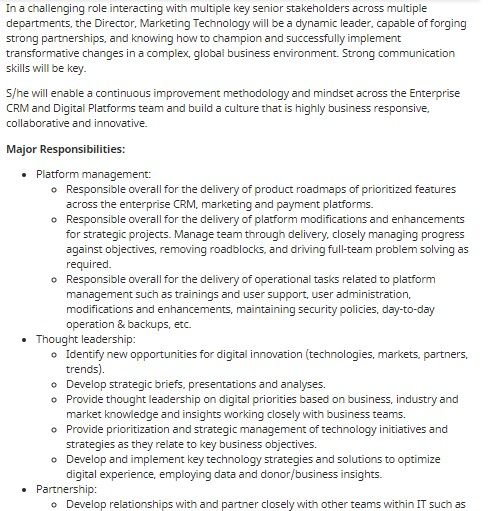 In a challenging role interacting with multiple key senior stakeholders across multiple
departments, the Director, Marketing Technology will be a dynamic leader, capable of forging
strong partnerships, and knowing how to champion and successfully implement
transformative changes in a complex, global business environment. Strong communication
skills will be key.
S/he will enable a continuous improvement methodology and mindset across the Enterprise
CRM and Digital Platforms team and build a culture that is highly business responsive,
collaborative and innovative.
Major Responsibilities:
• Platform management:
o Responsible overall for the delivery of product roadmaps of prioritized features
across the enterprise CRM, marketing and payment platforms.
o Responsible overall for the delivery of platform modifications and enhancements
for strategic projects. Manage team through delivery, closely managing progress
against objectives, removing roadblocks, and driving full-team problem solving as
required.
o Responsible overall for the delivery of operational tasks related to platform
management such as trainings and user support, user administration,
modifications and enhancements, maintaining security policies, day-to-day
operation & backups, etc.
• Thought leadership:
o Identify new opportunities for digital innovation (technologies, markets, partners,
trends).
o Develop strategic briefs, presentations and analyses.
o Provide thought leadership on digital priorities based on business, industry and
market knowledge and insights working closely with business teams.
o Provide prioritization and strategic management of technology initiatives and
strategies as they relate to key business objectives.
o Develop and implement key technology strategies and solutions to optimize
digital experience, employing data and donor/business insights.
• Partnership:
o Develop relationships with and partner closely with other teams within IT such as